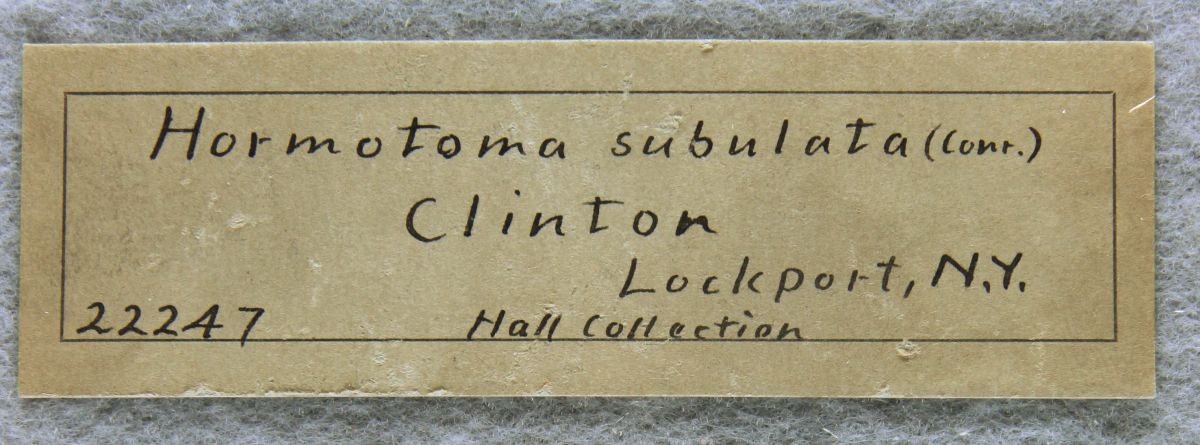 Hormotoma subulata (Conr.)
Clinton
Lockport, N.Y.
22247 Hall Collection